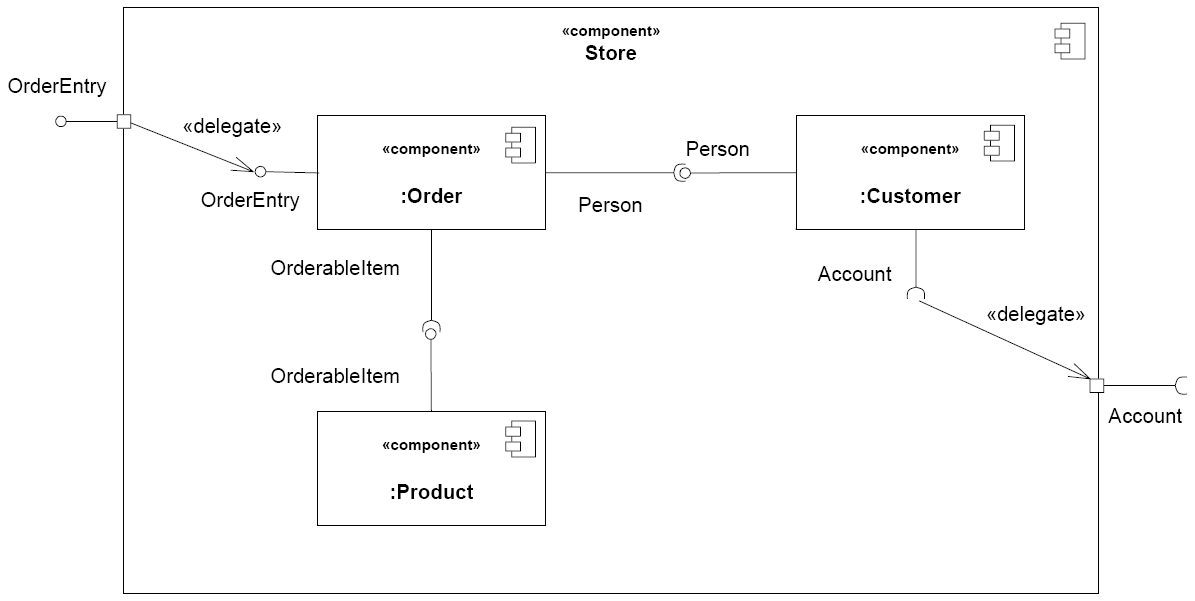 «component»
Store
OrderEntry
«delegate»
OrderEntry
«component»
:Order
Person
Person
«component»
:Customer
OrderableItem
Account
«delegate»
OrderableItem
Account
«component»
:Product